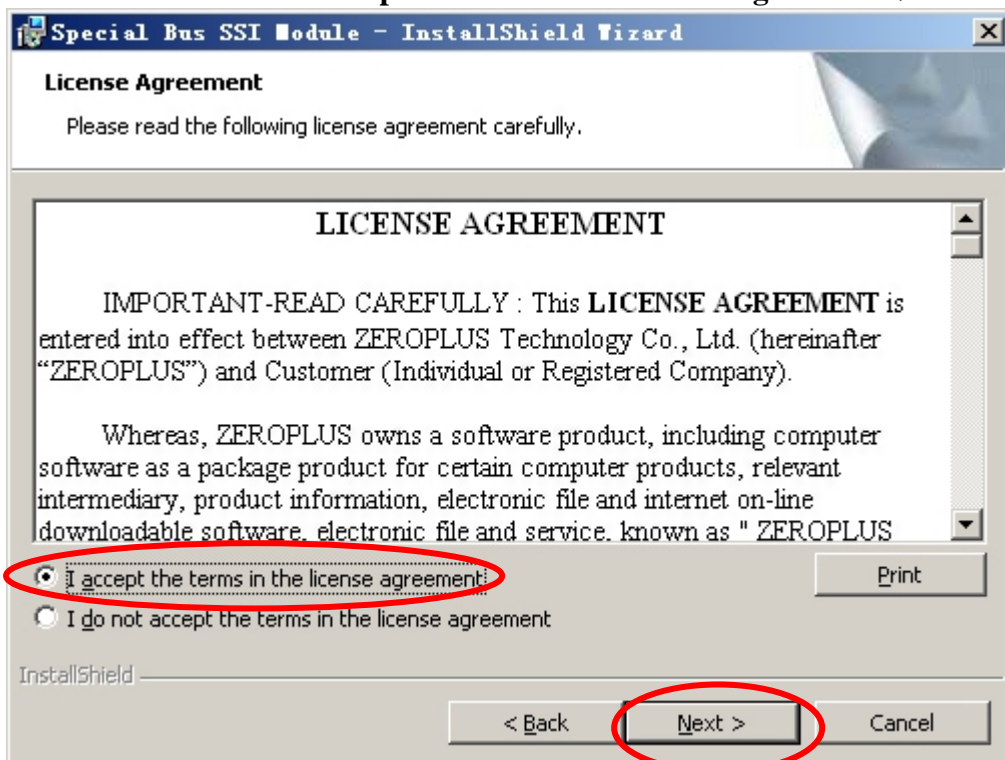 Special Bus SSI Module - InstallShield Wizard
License Agreement
Please read the following license agreement carefully.
LICENSE AGREEMENT
IMPORTANT-READ CAREFULLY : This LICENSE AGREEMENT is
entered into effect between ZEROPLUS Technology Co., Ltd. (hereinafter
“ZEROPLUS”) and Customer (Individual or Registered Company).
Whereas, ZEROPLUS owns a software product, including computer
software as a package product for certain computer products, relevant
intermediary, product information, electronic file and internet on-line
downloadable software, electronic file and service, known as " ZEROPLUS
I accept the terms in the license agreement
Print
I do not accept the terms in the license agreement
InstallShield
< Back Next > Cancel